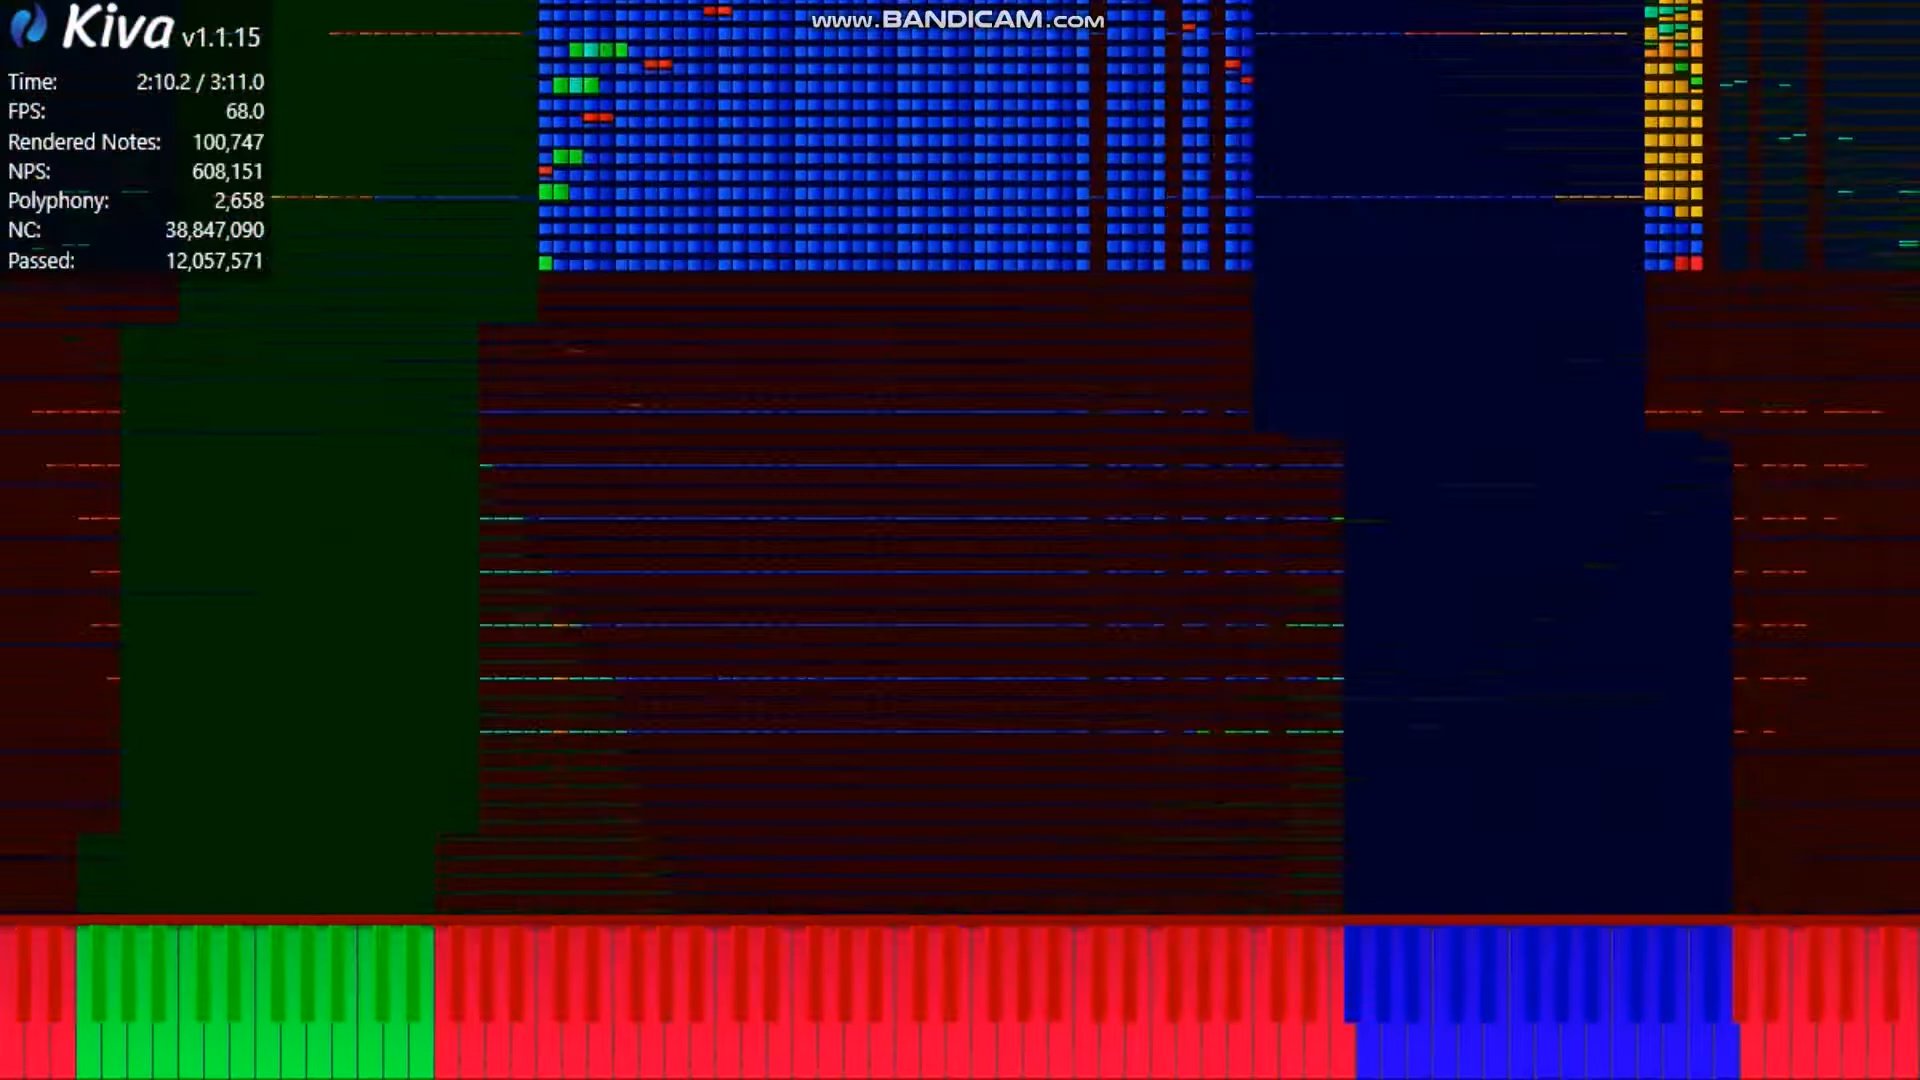 Kiva v1.1.15
www.BANDICAM.com
Time: 2:10.2 / 3:11.0
FPS: 68.0
Rendered Notes: 100,747
NPS: 608,151
Polyphony: 2,658
NC: 38,847,090
Passed: 12,057,571